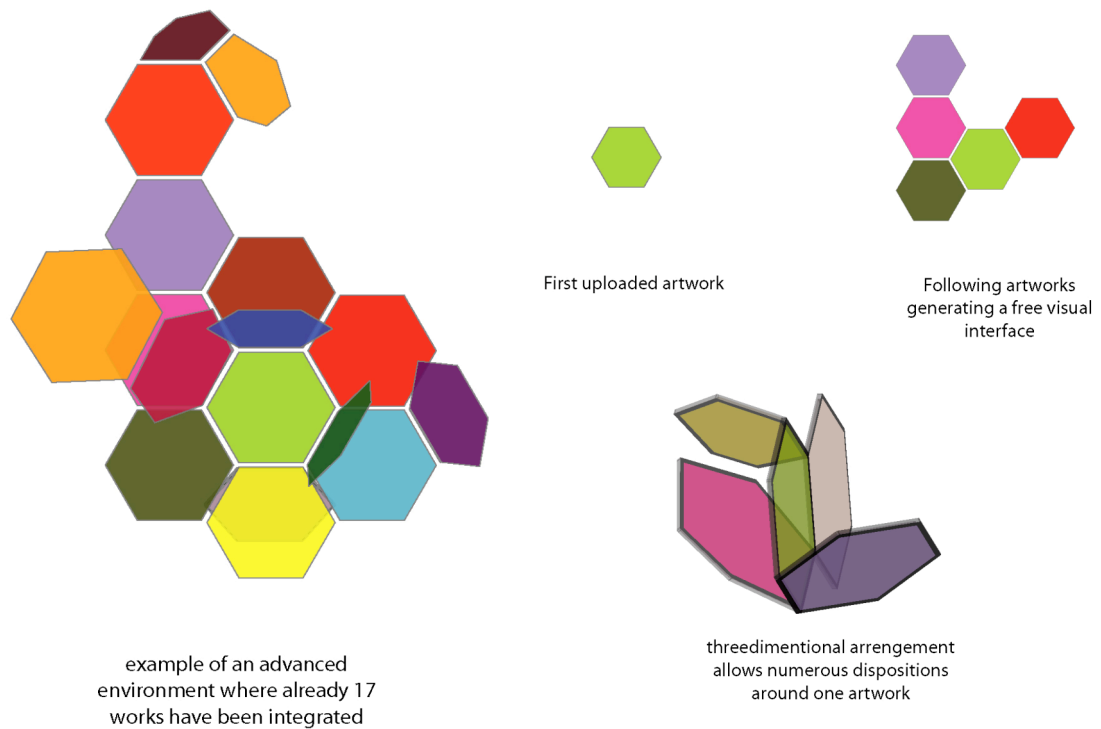 First uploaded artwork
Following artworks
generating a free visual
interface
example of an advanced
environment where already 17
works have been integrated
threedimentional arrengement
allows numerous dispositions
around one artwork